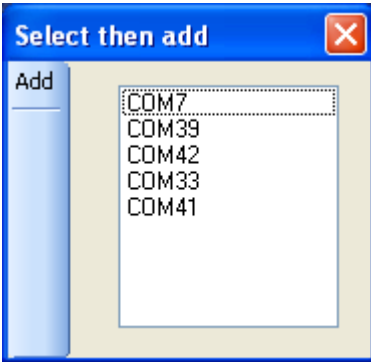 Select then add
Add
COM7
COM39
COM42
COM33
COM41